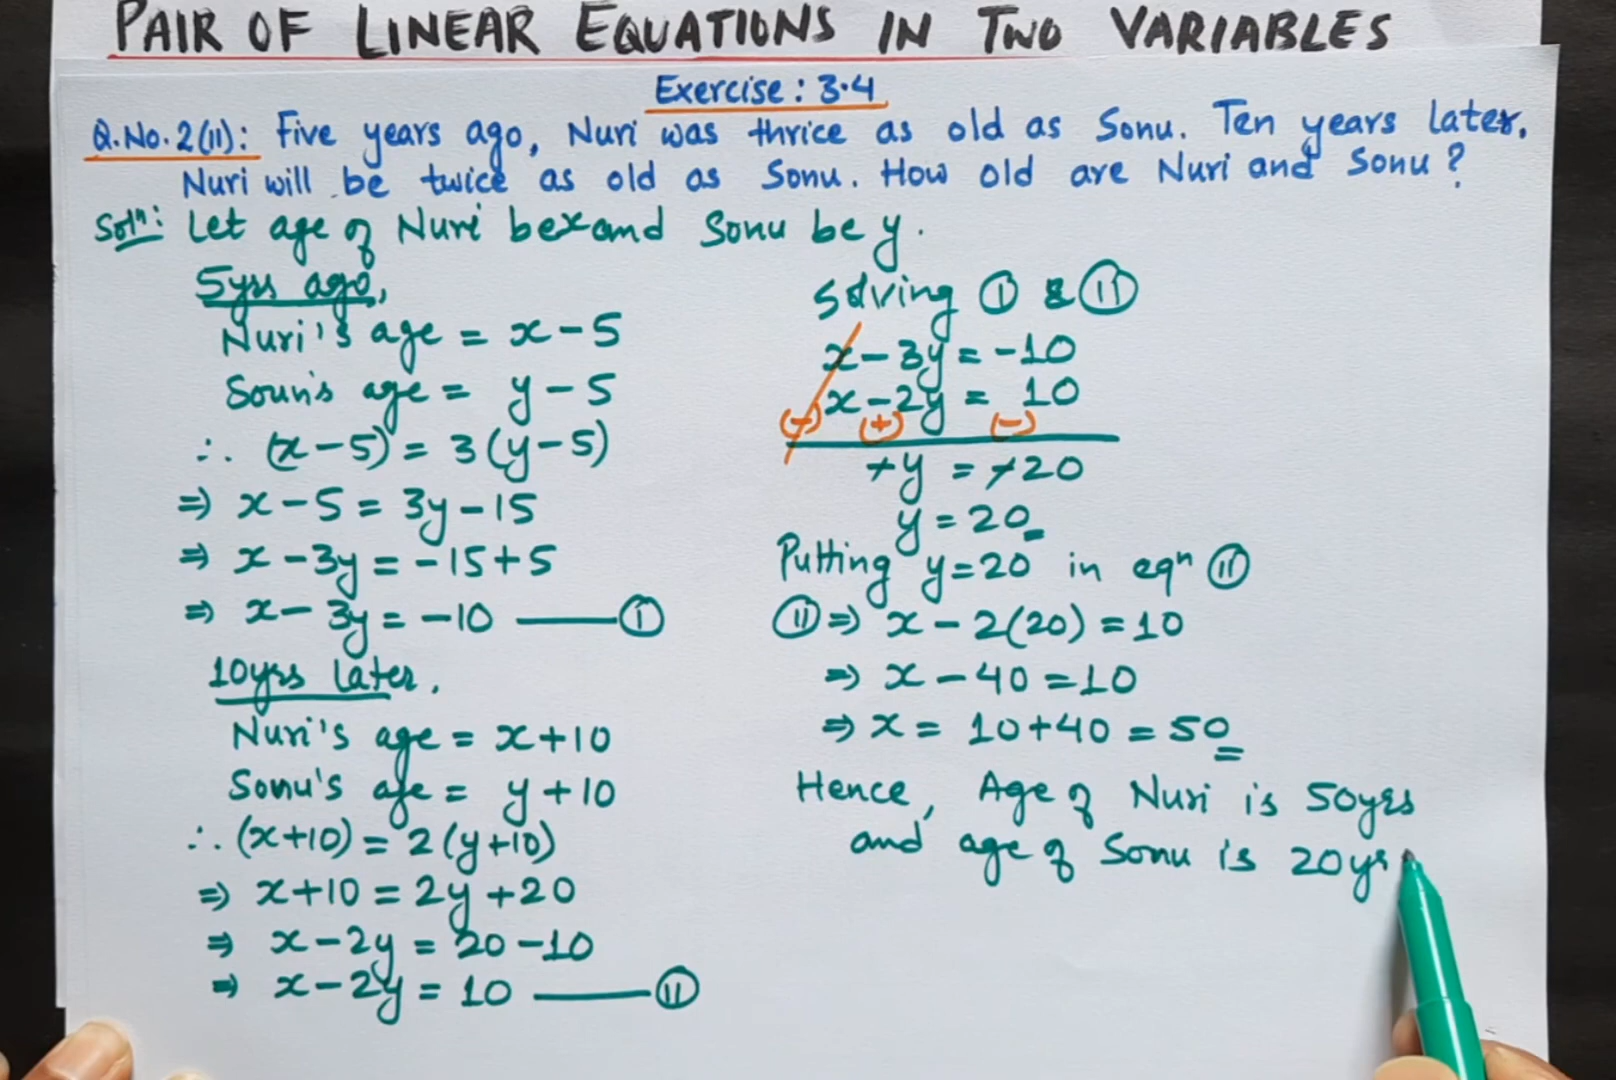 PAIR OF LINEAR EQUATIONS IN TWO VARIABLES
Exercise: 3.4
Q.No. 2(II): Five years ago, Nuri was thrice as old as Sonu. Ten years later,
Nuri will be twice as old as Sonu. How old are Nuri and Sonu?
Solⁿ: Let age of Nuri be x and Sonu be y.
5yrs ago,
Nuri's age = x - 5
Soun's age = y - 5
∴ (x-5) = 3(y-5)
⇒ x - 5 = 3y - 15
⇒ x - 3y = -15+5
⇒ x - 3y = -10 —— Ⓘ
10yrs later,
Nuri's age = x+10
Sonu's age = y+10
∴ (x+10) = 2(y+10)
⇒ x+10 = 2y+20
⇒ x-2y = 20-10
⇒ x-2y = 10 —— (II)
Solving Ⓘ & (II)
x - 3y = -10
x - 2y = 10
(-) (+) (-)
-y = -20
y = 20
Putting y=20 in eqⁿ (II)
(II) ⇒ x - 2(20) = 10
⇒ x - 40 = 10
⇒ x = 10+40 = 50
Hence, Age of Nuri is 50yrs
and age of Sonu is 20yr